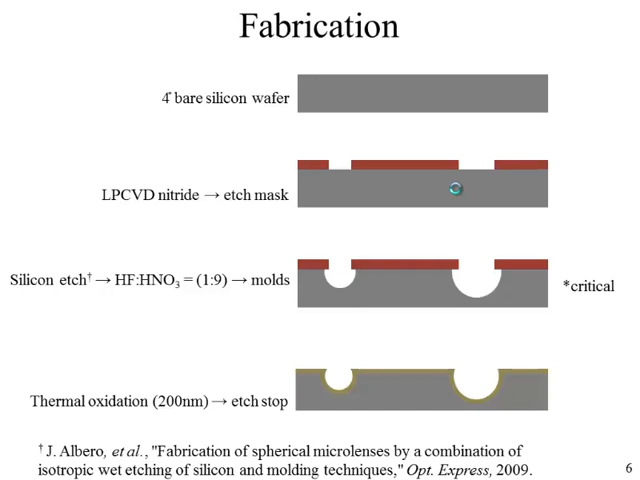 Fabrication
4" bare silicon wafer
LPCVD nitride → etch mask
Silicon etch† → HF:HNO₃ = (1:9) → molds
*critical
Thermal oxidation (200nm) → etch stop
† J. Albero, et al., "Fabrication of spherical microlenses by a combination of
isotropic wet etching of silicon and molding techniques," Opt. Express, 2009.
6